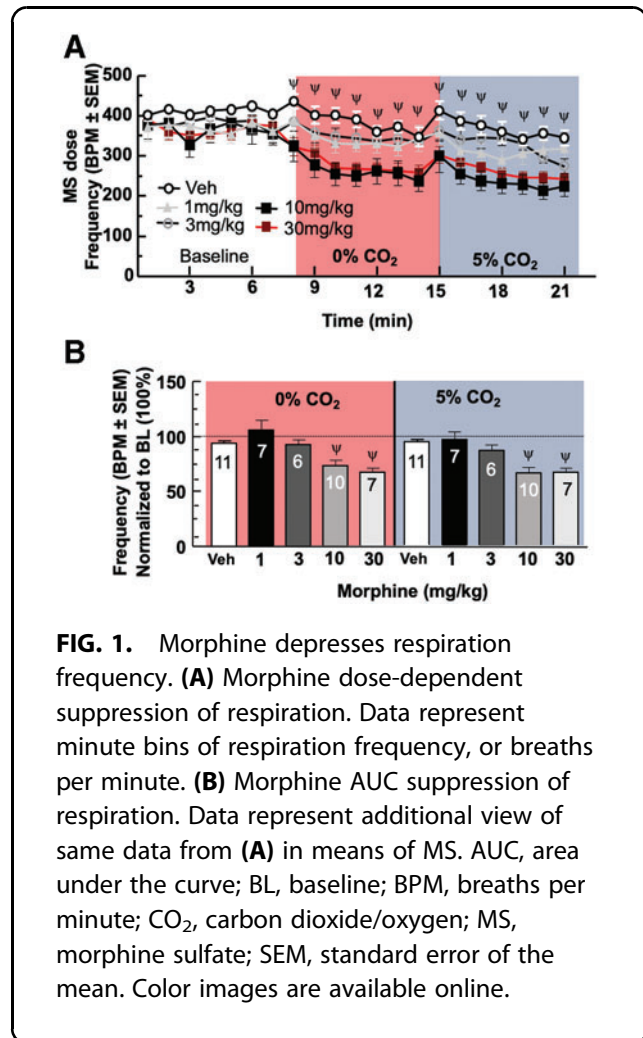 A
500
400
300
200
100
0
MS dose
Frequency (BPM ± SEM)
ψ ψ ψ ψ ψ ψ ψ ψ ψ ψ ψ ψ ψ ψ
Veh
1mg/kg 10mg/kg
3mg/kg 30mg/kg
Baseline 0% CO₂ 5% CO₂
3 6 9 12 15 18 21
Time (min)
B
150
100
50
0
Frequency (BPM ± SEM)
Normalized to BL (100%)
0% CO₂ 5% CO₂
ψ ψ ψ ψ
11 7 6 10 7 11 7 6 10 7
Veh 1 3 10 30 Veh 1 3 10 30
Morphine (mg/kg)
FIG. 1. Morphine depresses respiration
frequency. (A) Morphine dose-dependent
suppression of respiration. Data represent
minute bins of respiration frequency, or breaths
per minute. (B) Morphine AUC suppression of
respiration. Data represent additional view of
same data from (A) in means of MS. AUC, area
under the curve; BL, baseline; BPM, breaths per
minute; CO₂, carbon dioxide/oxygen; MS,
morphine sulfate; SEM, standard error of the
mean. Color images are available online.